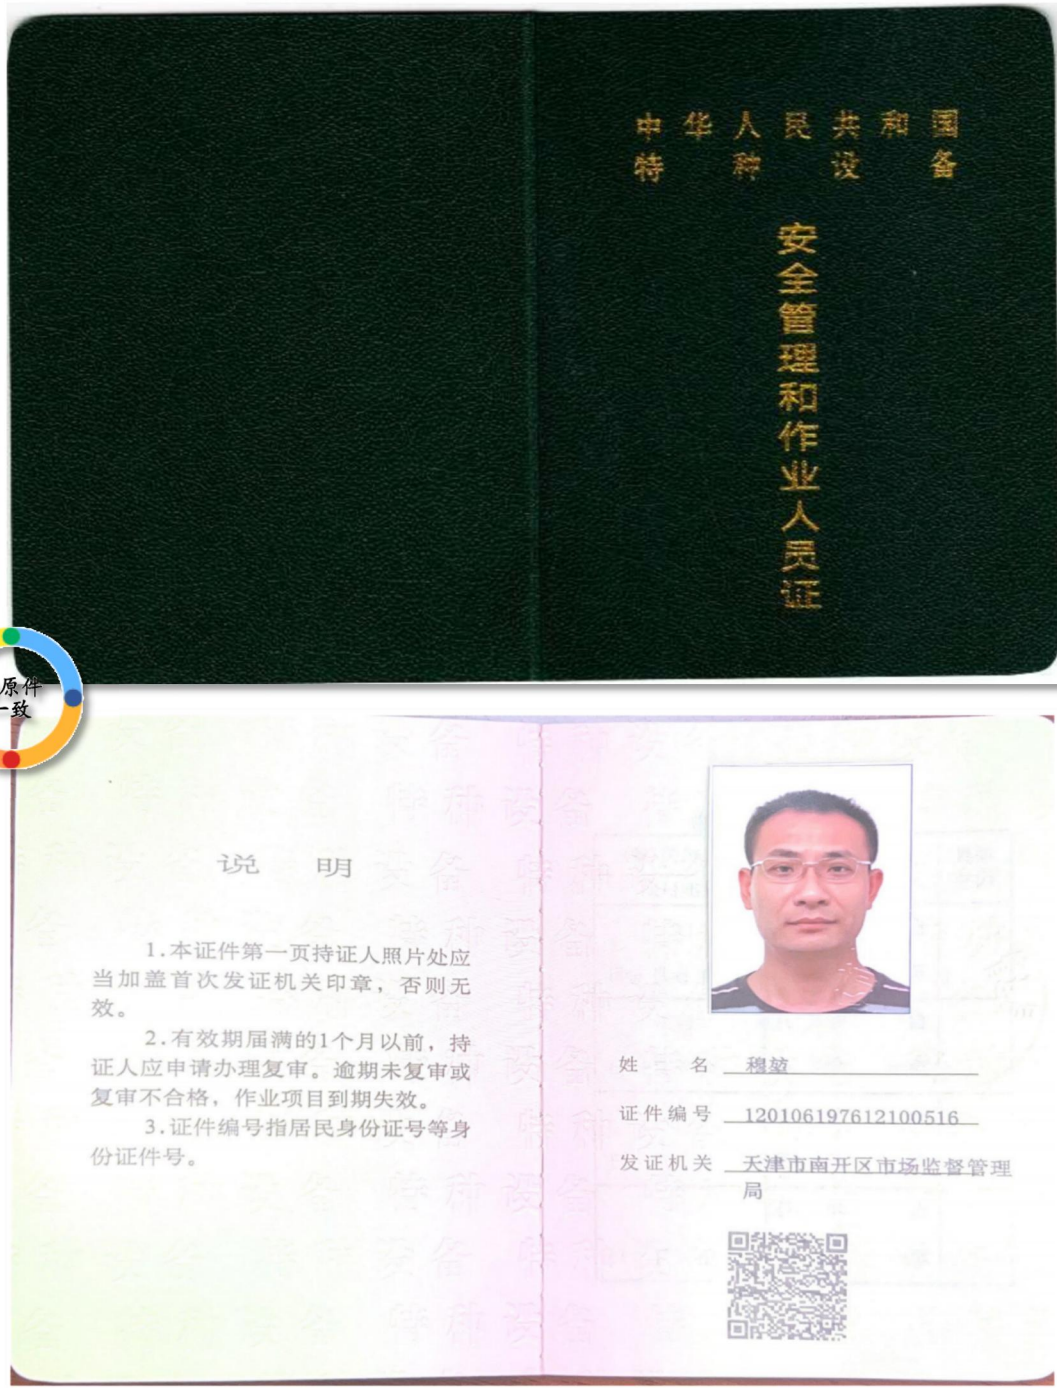 中华人民共和国
特种设备
安全管理和作业人员证
原件
一致
说 明
1.本证件第一页持证人照片处应
当加盖首次发证机关印章，否则无
效。
2.有效期届满的1个月以前，持
证人应申请办理复审。逾期未复审或
复审不合格，作业项目到期失效。
3.证件编号指居民身份证号等身
份证件号。
姓 名 穆堃
证件编号 120106197612100516
发证机关 天津市南开区市场监督管理
局